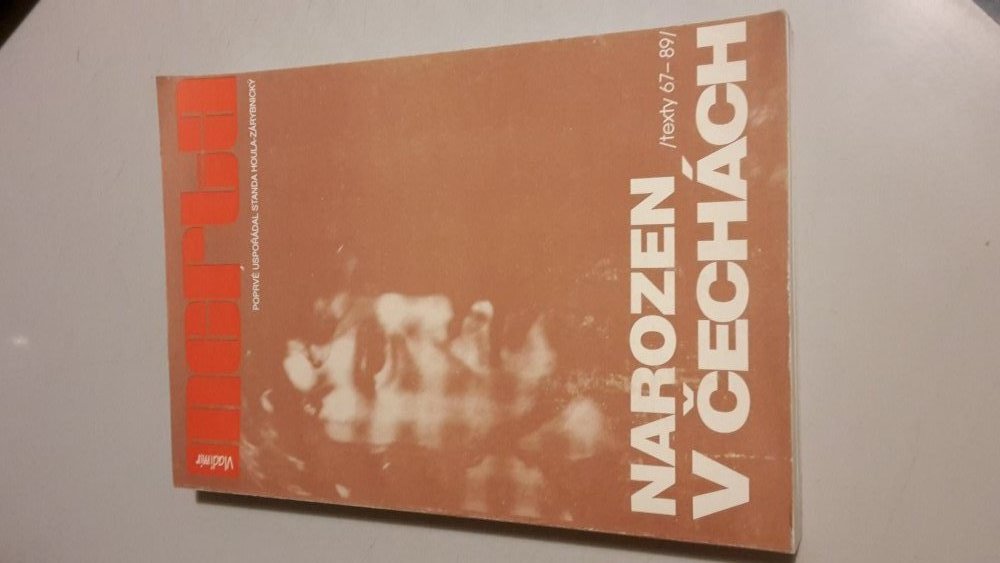 Vladimír
merta
POPRVÉ USPOŘÁDAL STANDA HOULA-ZÁRYBNICKÝ
NAROZEN /texty 67–89/
V ČECHÁCH